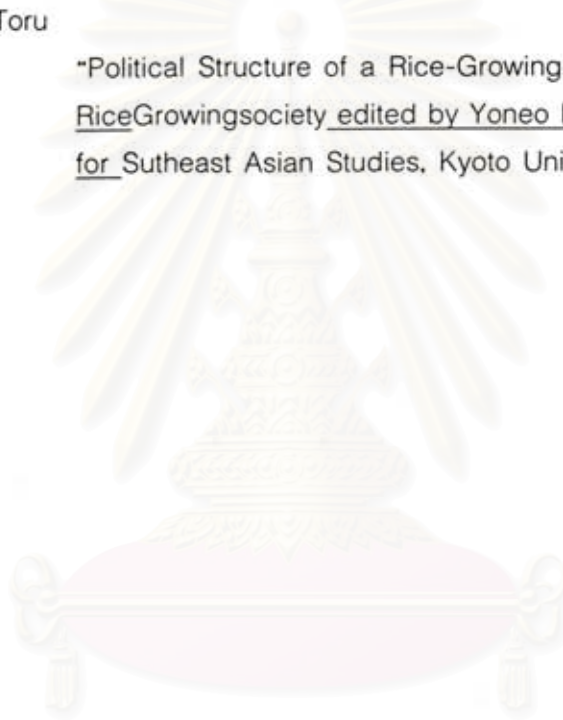 Toru
"Political Structure of a Rice-Growing
RiceGrowingsociety edited by Yoneo
for Sutheast Asian Studies, Kyoto Uni